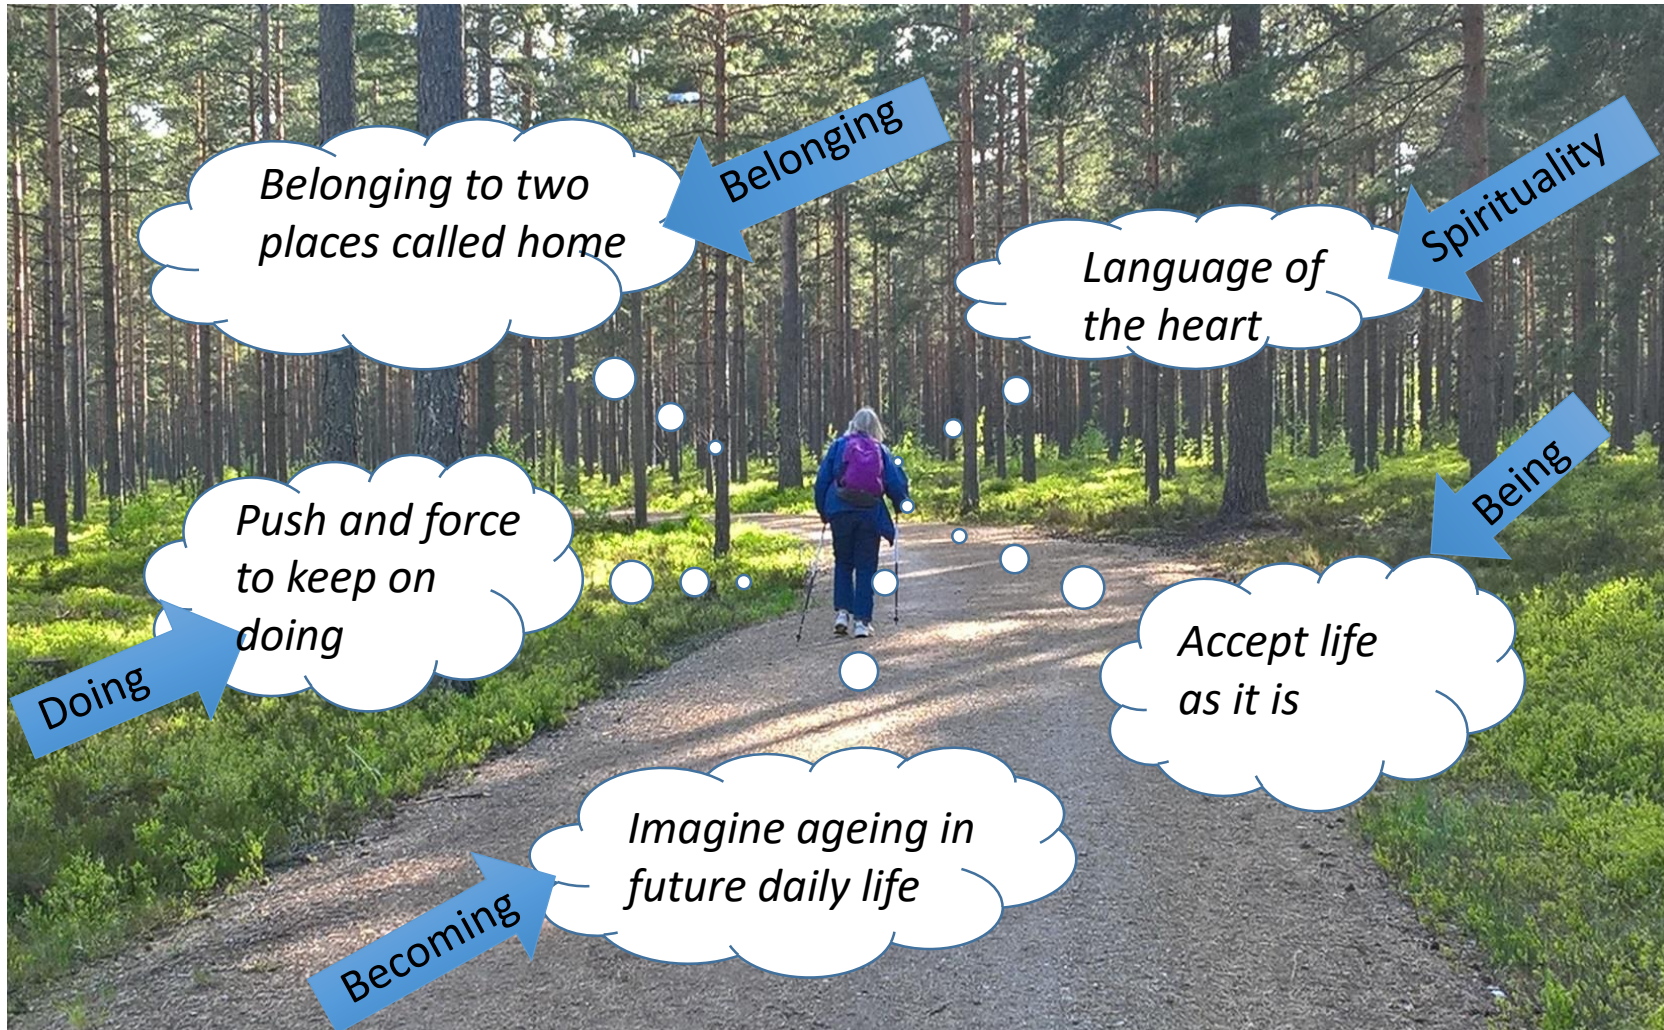 Belonging to two
places called home
Belonging
Language of
the heart
Spirituality
Push and force
to keep on
doing
Doing
Accept life
as it is
Being
Imagine ageing in
future daily life
Becoming